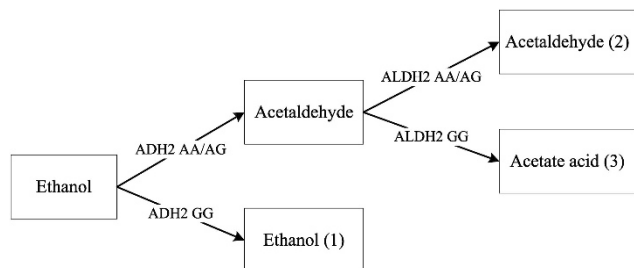 Acetaldehyde (2)
ALDH2 AA/AG
Acetaldehyde
ALDH2 GG
ADH2 AA/AG
Acetate acid (3)
Ethanol
ADH2 GG
Ethanol (1)